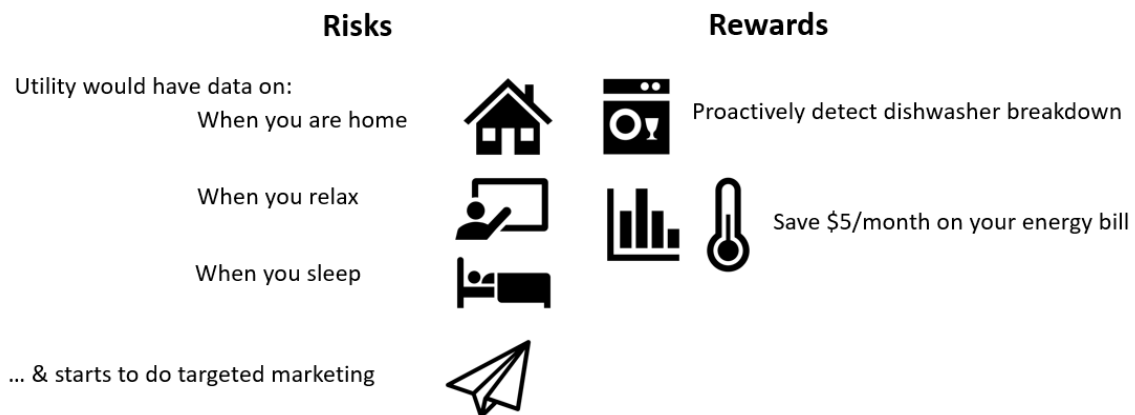 Risks
Rewards
Utility would have data on:
When you are home
Proactively detect dishwasher breakdown
When you relax
Save $5/month on your energy bill
When you sleep
... & starts to do targeted marketing